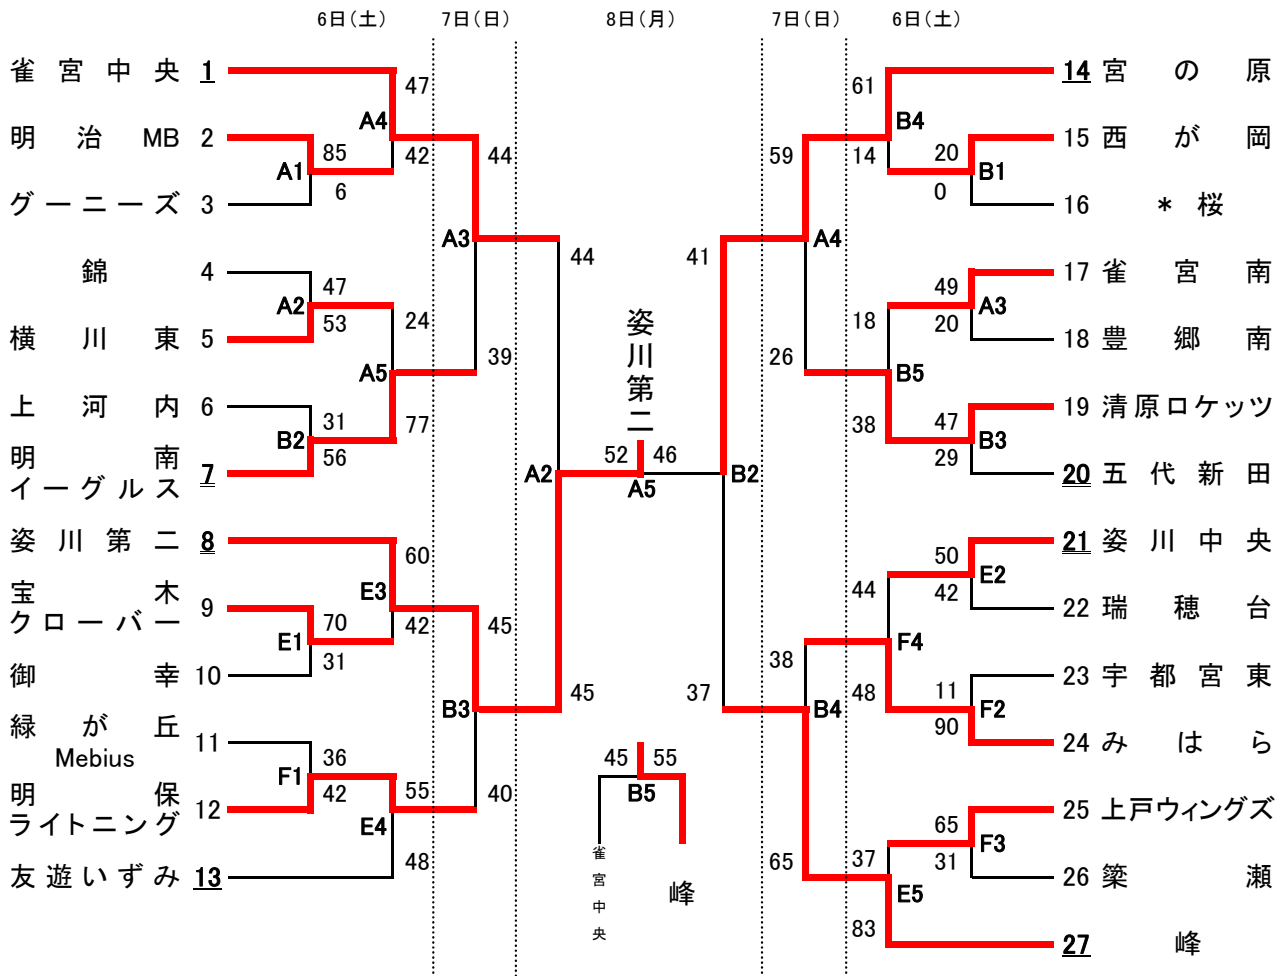 6日(土) 7日(日) 8日(月) 7日(日) 6日(土)
雀宮中央 1 47 61 14 宮の原
A4 B4
明治MB 2 85 42 44 59 14 20 15 西が岡
A1 B1
グーニーズ 3 6 0 16 *桜
A3 A4
錦 4 47 44 41 49 17 雀宮南
A2 A3
横川東 5 53 24 39 26 18 20 18 豊郷南
A5 B5
上河内 6 31 77 38 47 19 清原ロケッツ
B2 B3
明南
イーグルス 7 56 29 20 五代新田
姿川第二
52 46
A2 A5 B2
姿川第二 8 60 50 21 姿川中央
E3 E2
宝木
クローバー 9 70 42 45 44 42 22 瑞穂台
E1 F4
御幸 10 31 45 37 38 48 11 23 宇都宮東
B3 B4 F2
緑が丘
Mebius 11 36 90 24 みはら
F1
明保
ライトニング 12 42 55 40 65 25 上戸ウィングズ
E4 F3
友遊いずみ 13 48 65 37 31 26 簗瀬
E5
83 27 峰
45 55
B5
雀宮中央 峰